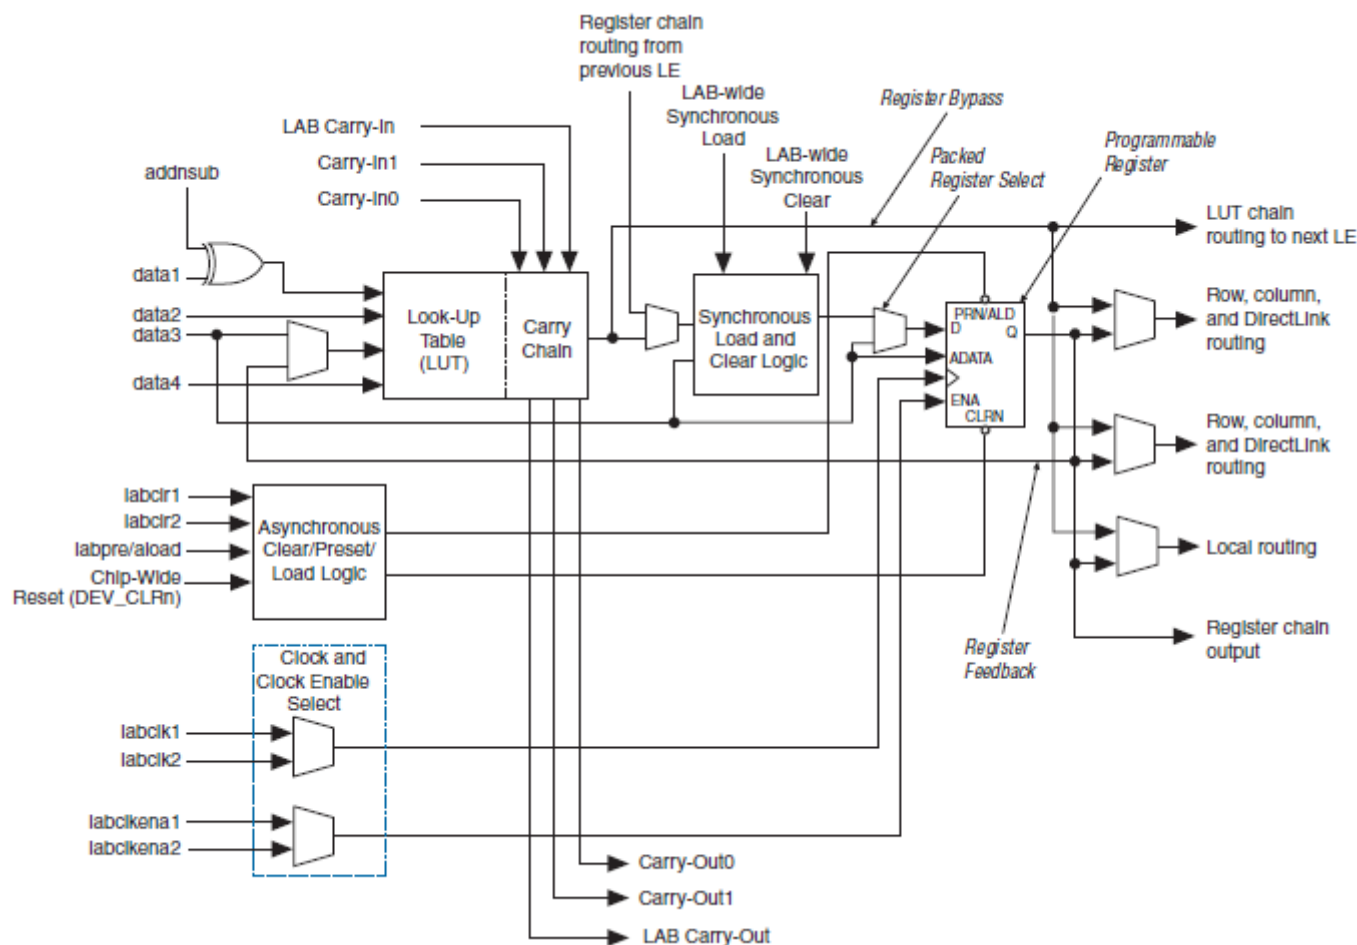 Register chain
routing from
previous LE
LAB-wide
Synchronous
Load
Register Bypass
Packed
Register Select
Programmable
Register
LAB Carry-In
Carry-In1
Carry-In0
LAB-wide
Synchronous
Clear
addnsub
LUT chain
routing to next LE
data1
data2
data3
data4
Look-Up
Table
(LUT)
Carry
Chain
Synchronous
Load and
Clear Logic
PRN/ALD
D
Q
ADATA
ENA
CLRN
Row, column,
and DirectLink
routing
Row, column,
and DirectLink
routing
labclr1
labclr2
labpre/aload
Chip-Wide
Reset (DEV_CLRn)
Asynchronous
Clear/Preset/
Load Logic
Local routing
Register chain
output
Register
Feedback
Clock and
Clock Enable
Select
labclk1
labclk2
labclkena1
labclkena2
Carry-Out0
Carry-Out1
LAB Carry-Out